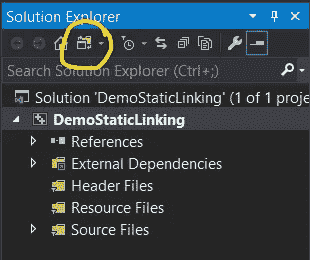 Solution Explorer
Search Solution Explorer (Ctrl+;)
Solution 'DemoStaticLinking' (1 of 1 proje
DemoStaticLinking
References
External Dependencies
Header Files
Resource Files
Source Files